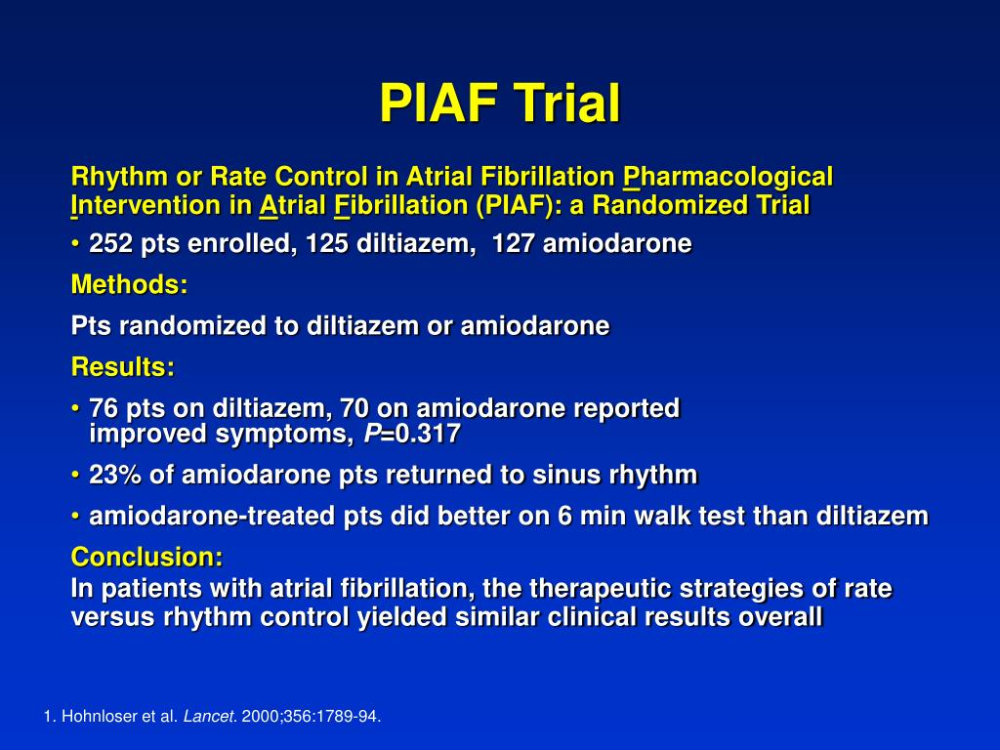 PIAF Trial
Rhythm or Rate Control in Atrial Fibrillation Pharmacological
Intervention in Atrial Fibrillation (PIAF): a Randomized Trial
• 252 pts enrolled, 125 diltiazem,  127 amiodarone
Methods:
Pts randomized to diltiazem or amiodarone
Results:
• 76 pts on diltiazem, 70 on amiodarone reported
improved symptoms, P=0.317
• 23% of amiodarone pts returned to sinus rhythm
• amiodarone-treated pts did better on 6 min walk test than diltiazem
Conclusion:
In patients with atrial fibrillation, the therapeutic strategies of rate
versus rhythm control yielded similar clinical results overall
1. Hohnloser et al. Lancet. 2000;356:1789-94.